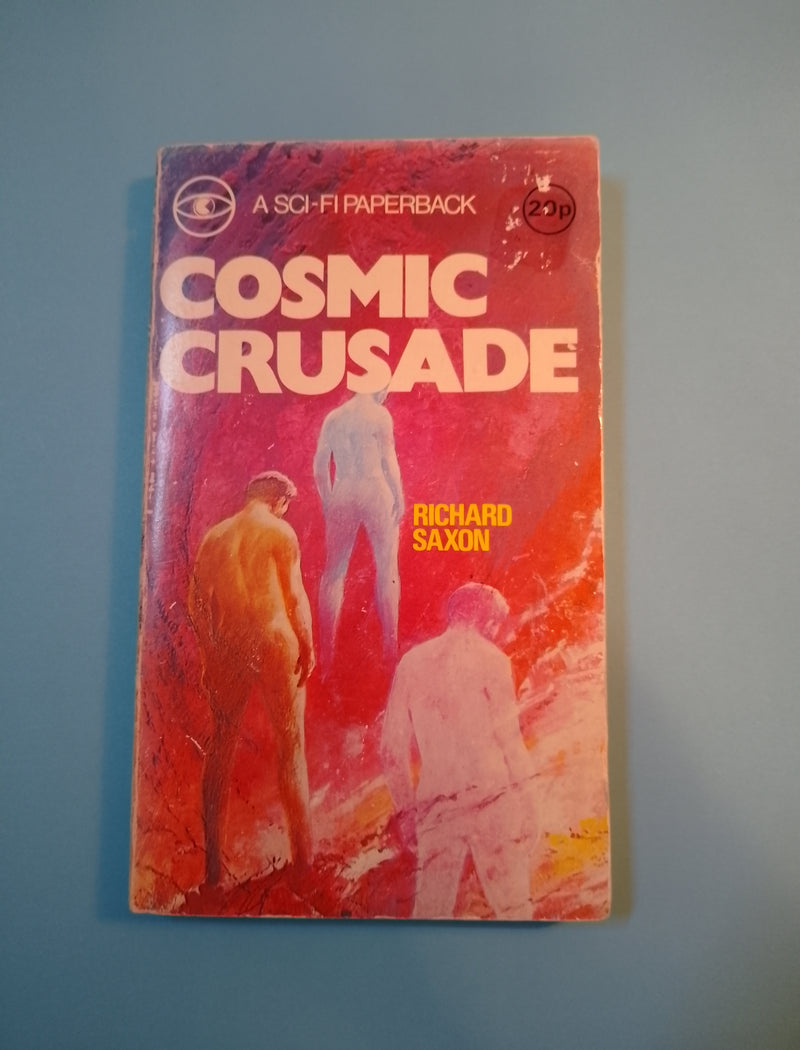 A SCI-FI PAPERBACK
20p
COSMIC
CRUSADE
RICHARD
SAXON